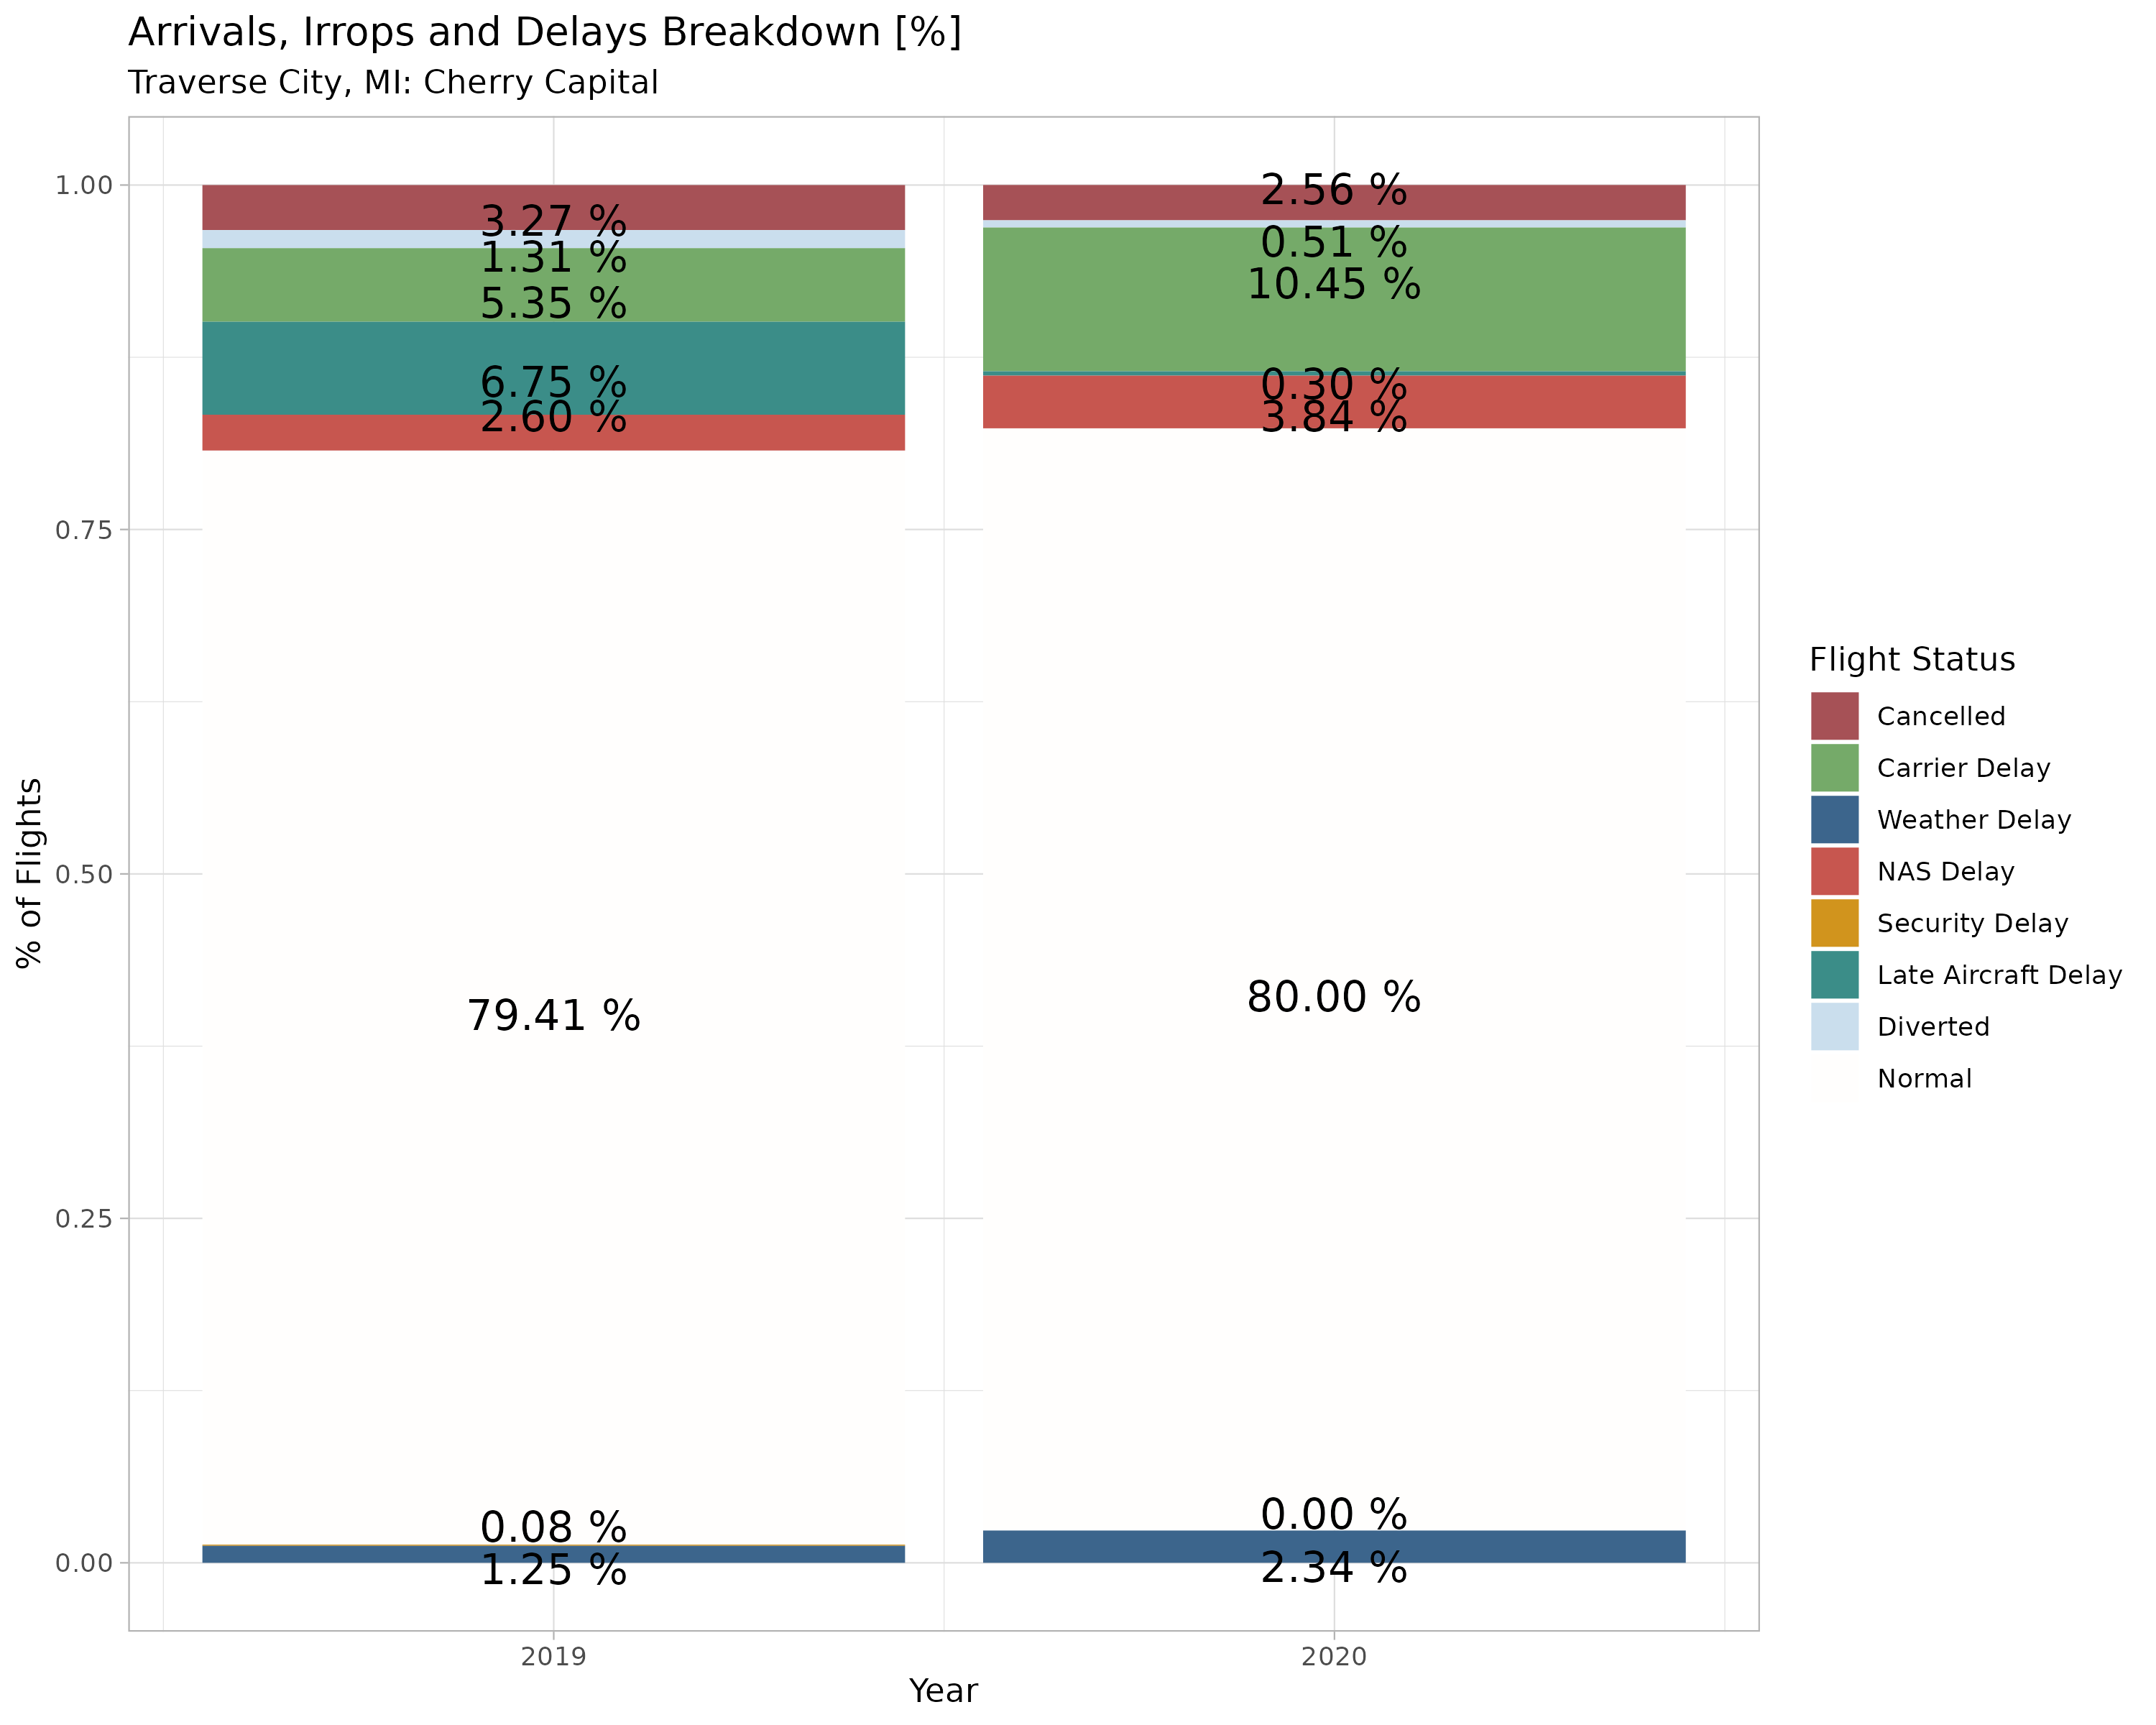 Arrivals, Irrops and Delays Breakdown [%]
Traverse City, MI: Cherry Capital
% of Flights
1.00
0.75
0.50
0.25
0.00
3.27 %
1.31 %
5.35 %
6.75 %
2.60 %
79.41 %
0.08 %
1.25 %
2.56 %
0.51 %
10.45 %
0.30 %
3.84 %
80.00 %
0.00 %
2.34 %
2019
2020
Year
Flight Status
Cancelled
Carrier Delay
Weather Delay
NAS Delay
Security Delay
Late Aircraft Delay
Diverted
Normal